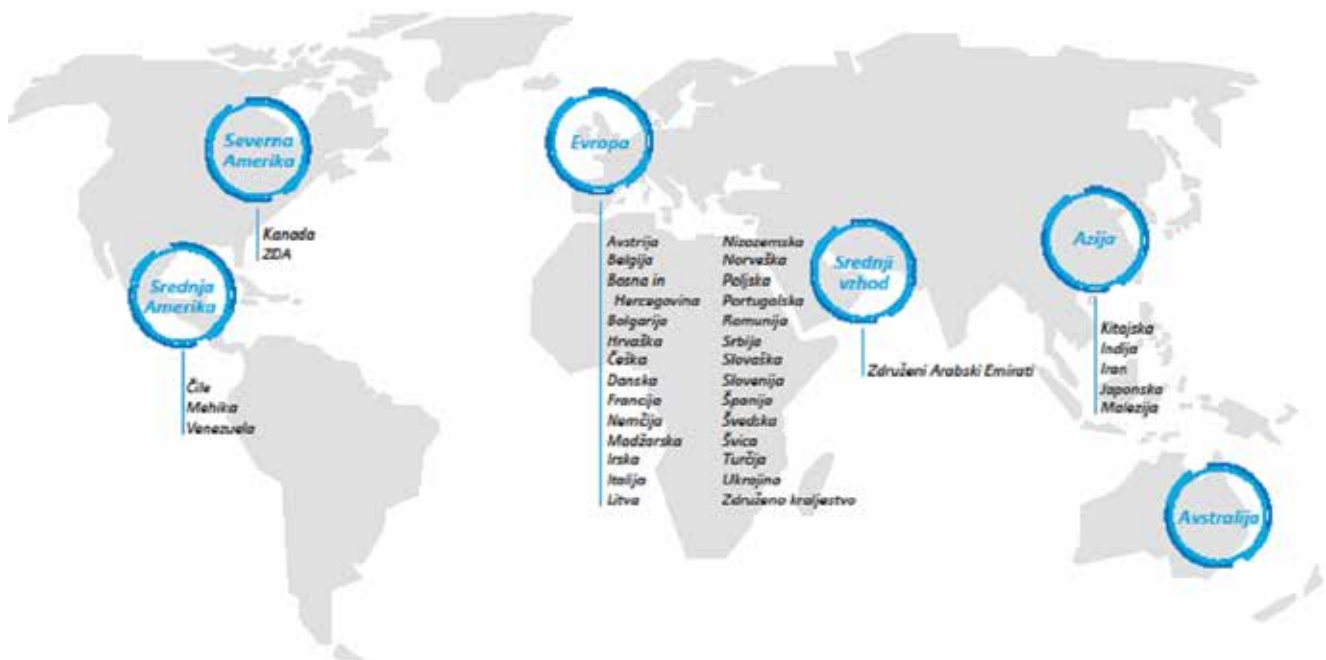 Severna
Amerika
Kanada
ZDA
Srednja
Amerika
Čile
Mehika
Venezuela
Evropa
Avstrija
Belgija
Bosna in
Hercegovina
Bolgarija
Hrvaška
Češka
Danska
Francija
Nemčija
Madžarska
Irska
Italija
Litva
Nizozemska
Norveška
Poljska
Portugalska
Romunija
Srbija
Slovaška
Slovenija
Španija
Švedska
Švica
Turčija
Ukrajina
Združeno kraljestvo
Srednji
vzhod
Združeni Arabski Emirati
Azija
Kitajska
Indija
Iran
Japonska
Malezija
Avstralija